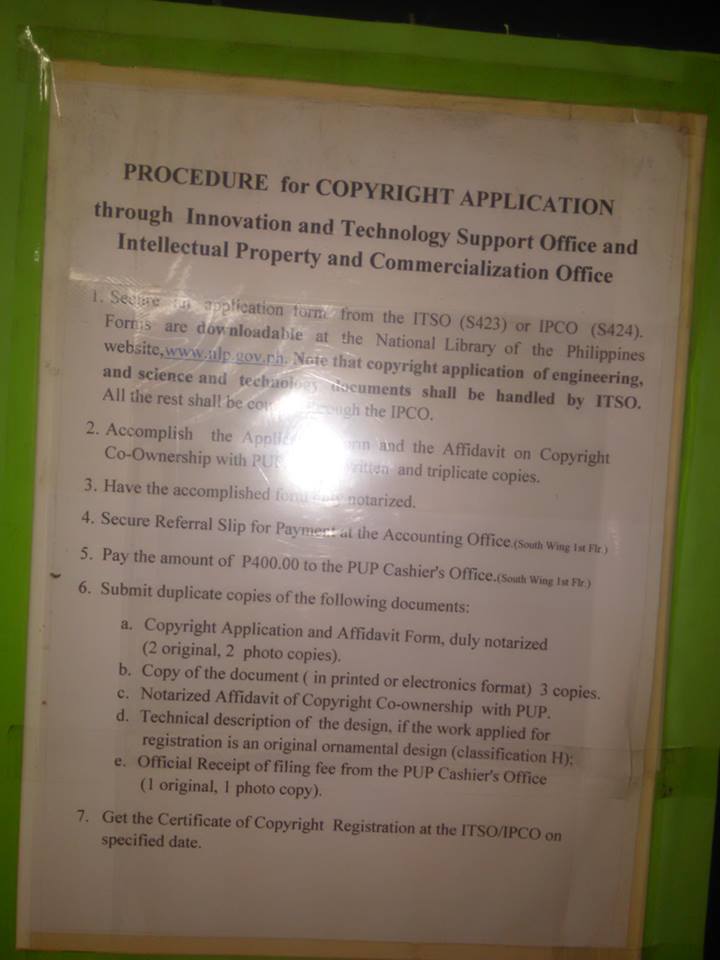 PROCEDURE for COPYRIGHT APPLICATION
through Innovation and Technology Support Office and
Intellectual Property and Commercialization Office
1. Secure an application form from the ITSO (S423) or IPCO (S424).
Forms are downloadable at the National Library of the Philippines
website,www.nlp.gov.ph. Note that copyright application of engineering,
and science and technology documents shall be handled by ITSO.
All the rest shall be through the IPCO.
2. Accomplish the Form and the Affidavit on Copyright
Co-Ownership with PUP and triplicate copies.
3. Have the accomplished form notarized.
4. Secure Referral Slip for Payment at the Accounting Office.(South Wing 1st Flr.)
5. Pay the amount of P400.00 to the PUP Cashier's Office.(South Wing 1st Flr.)
6. Submit duplicate copies of the following documents:
a. Copyright Application and Affidavit Form, duly notarized
(2 original, 2 photo copies).
b. Copy of the document ( in printed or electronics format) 3 copies.
c. Notarized Affidavit of Copyright Co-ownership with PUP.
d. Technical description of the design, if the work applied for
registration is an original ornamental design (classification H);
e. Official Receipt of filing fee from the PUP Cashier's Office
(1 original, 1 photo copy).
7. Get the Certificate of Copyright Registration at the ITSO/IPCO on
specified date.